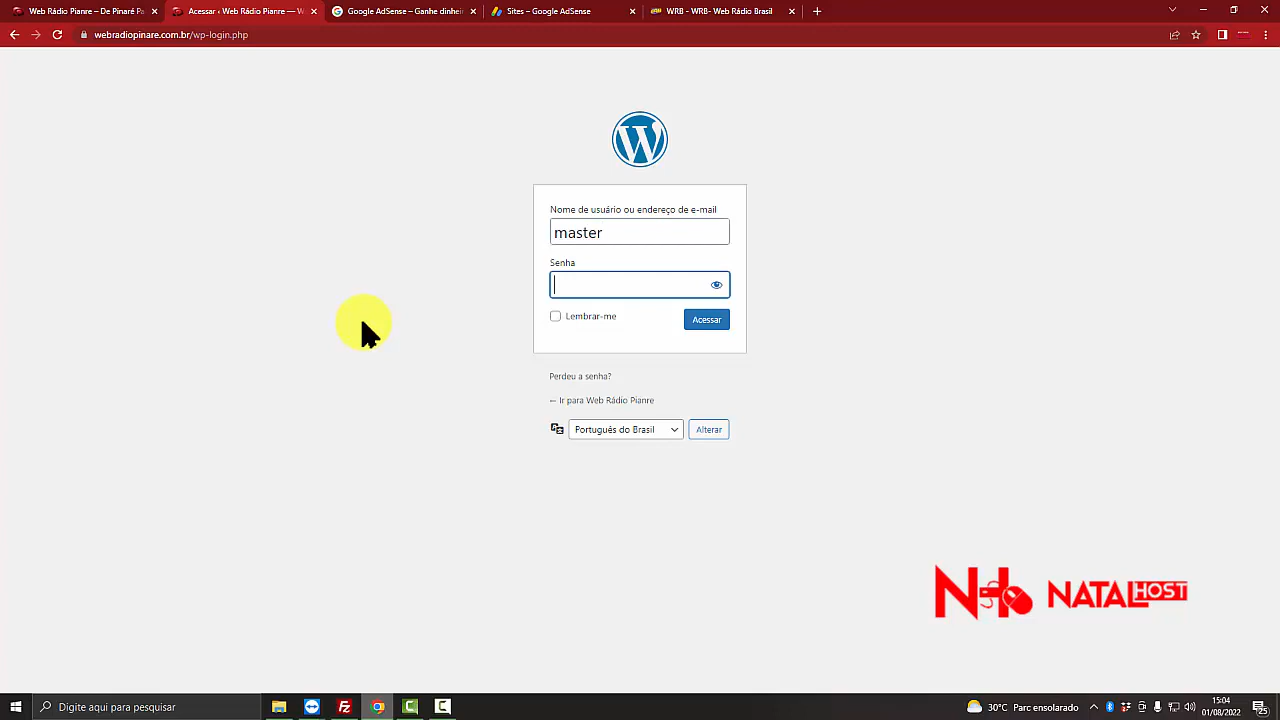 Web Rádio Pianre – De Pinaré Pa
Acessar ‹ Web Rádio Pianre — W
Google AdSense – Ganhe dinhei
Sites – Google AdSense
WRB - WRB- Web Rádio Brasil
webradiopinare.com.br/wp-login.php
Nome de usuário ou endereço de e-mail
master
Senha
Lembrar-me
Acessar
Perdeu a senha?
← Ir para Web Rádio Pianre
Português do Brasil
Alterar
NH NATALHOST
Digite aqui para pesquisar
30°C Parc ensolarado
15:04
01/08/2022